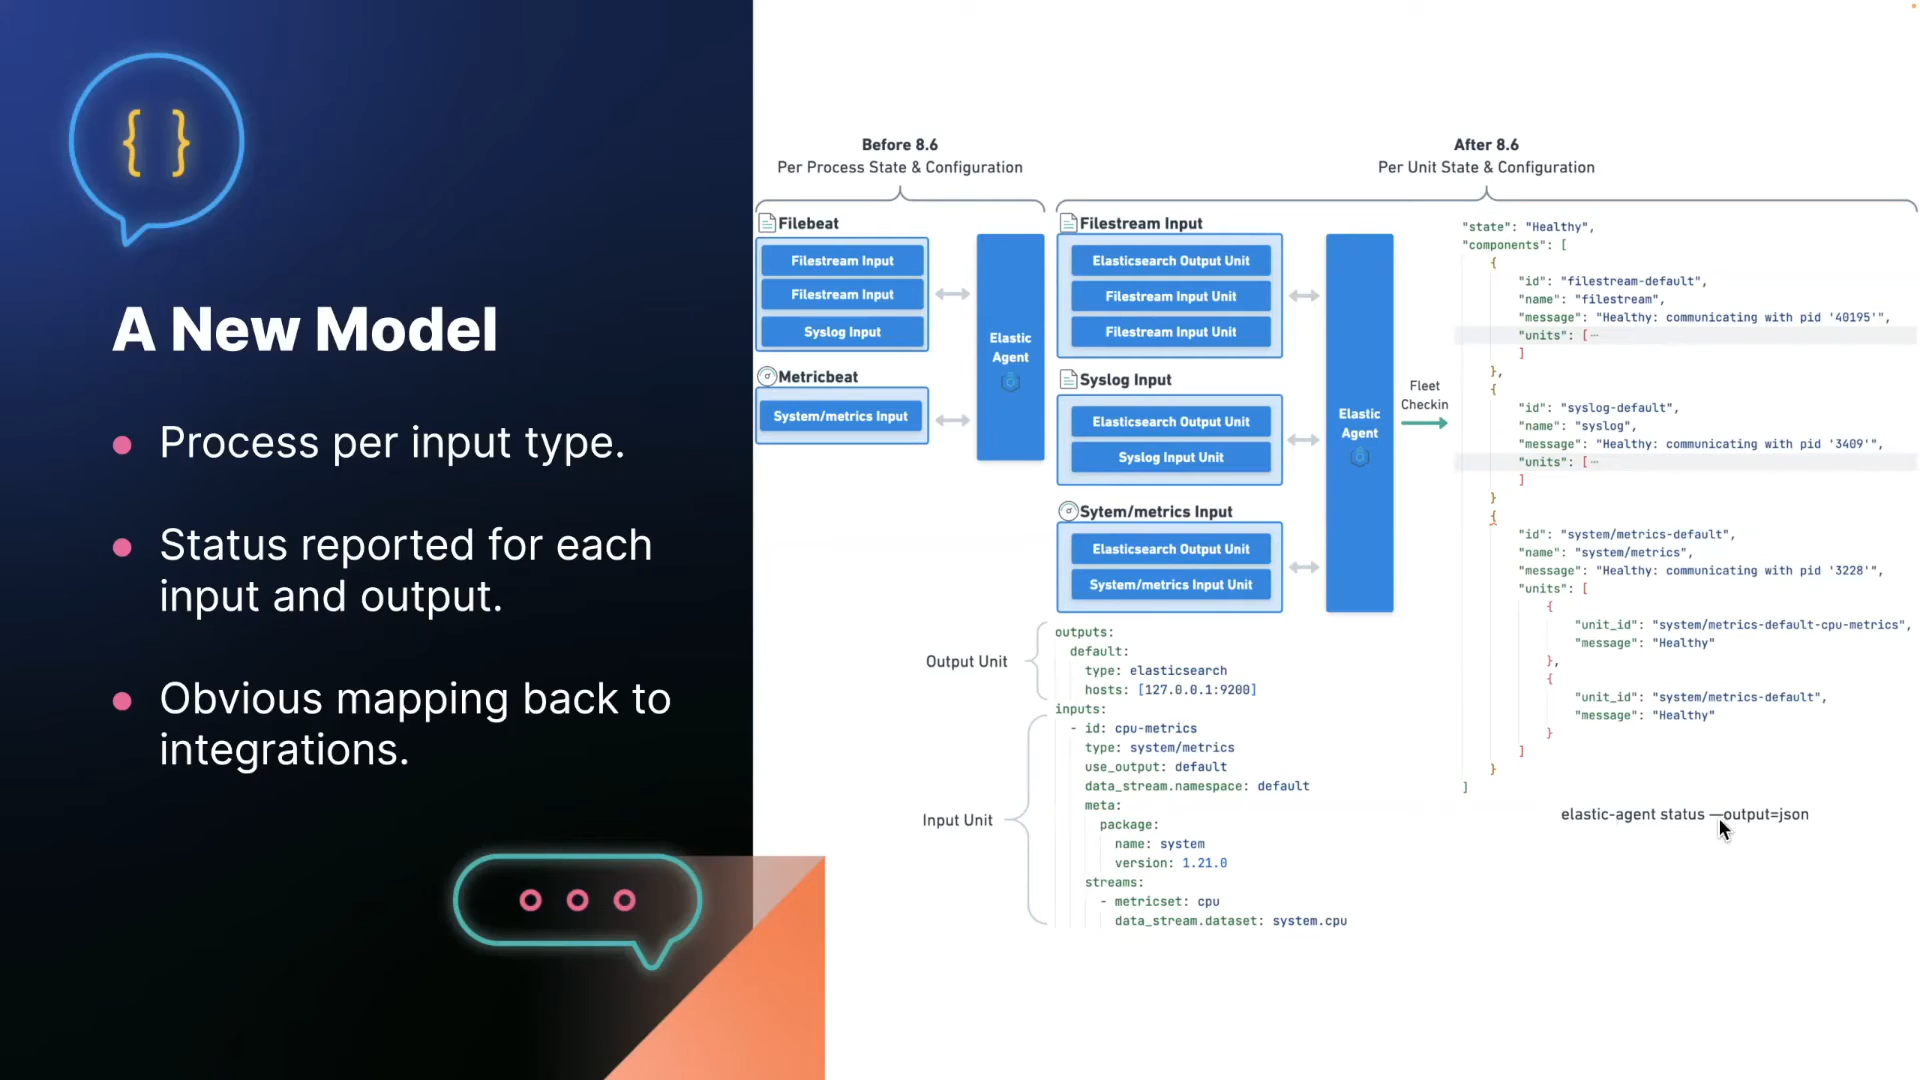 { }
A New Model
Process per input type.
Status reported for each
input and output.
Obvious mapping back to
integrations.
Before 8.6
Per Process State & Configuration
Filebeat
Filestream Input
Filestream Input
Syslog Input
Metricbeat
System/metrics Input
Elastic
Agent
After 8.6
Per Unit State & Configuration
Filestream Input
Elasticsearch Output Unit
Filestream Input Unit
Filestream Input Unit
Syslog Input
Elasticsearch Output Unit
Syslog Input Unit
Sytem/metrics Input
Elasticsearch Output Unit
System/metrics Input Unit
Elastic
Agent
Fleet
Checkin
"state": "Healthy",
"components": [
{
"id": "filestream-default",
"name": "filestream",
"message": "Healthy: communicating with pid '40195'",
"units": [⋯
]
},
{
"id": "syslog-default",
"name": "syslog",
"message": "Healthy: communicating with pid '3409'",
"units": [⋯
]
}
{
"id": "system/metrics-default",
"name": "system/metrics",
"message": "Healthy: communicating with pid '3228'",
"units": [
{
"unit_id": "system/metrics-default-cpu-metrics",
"message": "Healthy"
},
{
"unit_id": "system/metrics-default",
"message": "Healthy"
}
]
}
]
elastic-agent status —output=json
Output Unit
outputs:
default:
type: elasticsearch
hosts: [127.0.0.1:9200]
Input Unit
inputs:
- id: cpu-metrics
type: system/metrics
use_output: default
data_stream.namespace: default
meta:
package:
name: system
version: 1.21.0
streams:
- metricset: cpu
data_stream.dataset: system.cpu